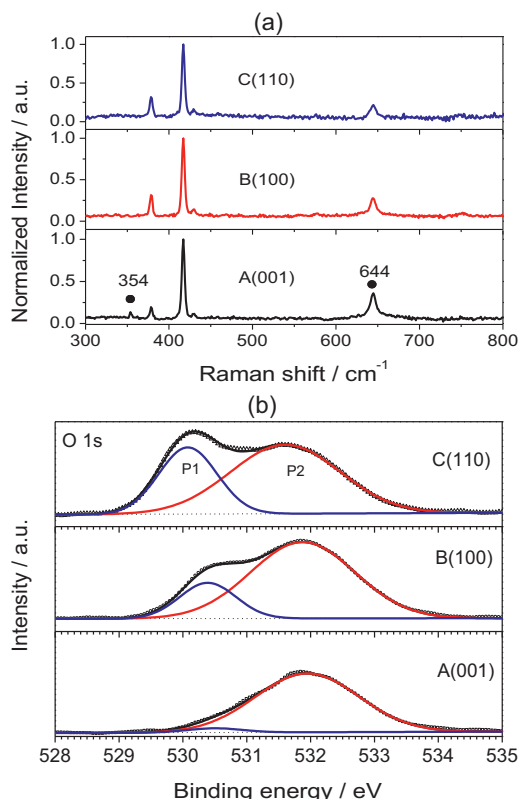 (a)
1.0
C(110)
0.5
0.0
1.0
B(100)
0.5
0.0
1.0
A(001)
354
644
0.5
0.0
300 400 500 600 700 800
Normalized Intensity / a.u.
Raman shift / cm⁻¹
(b)
O 1s
P1 P2
C(110)
B(100)
A(001)
Intensity / a.u.
528 529 530 531 532 533 534 535
Binding energy / eV